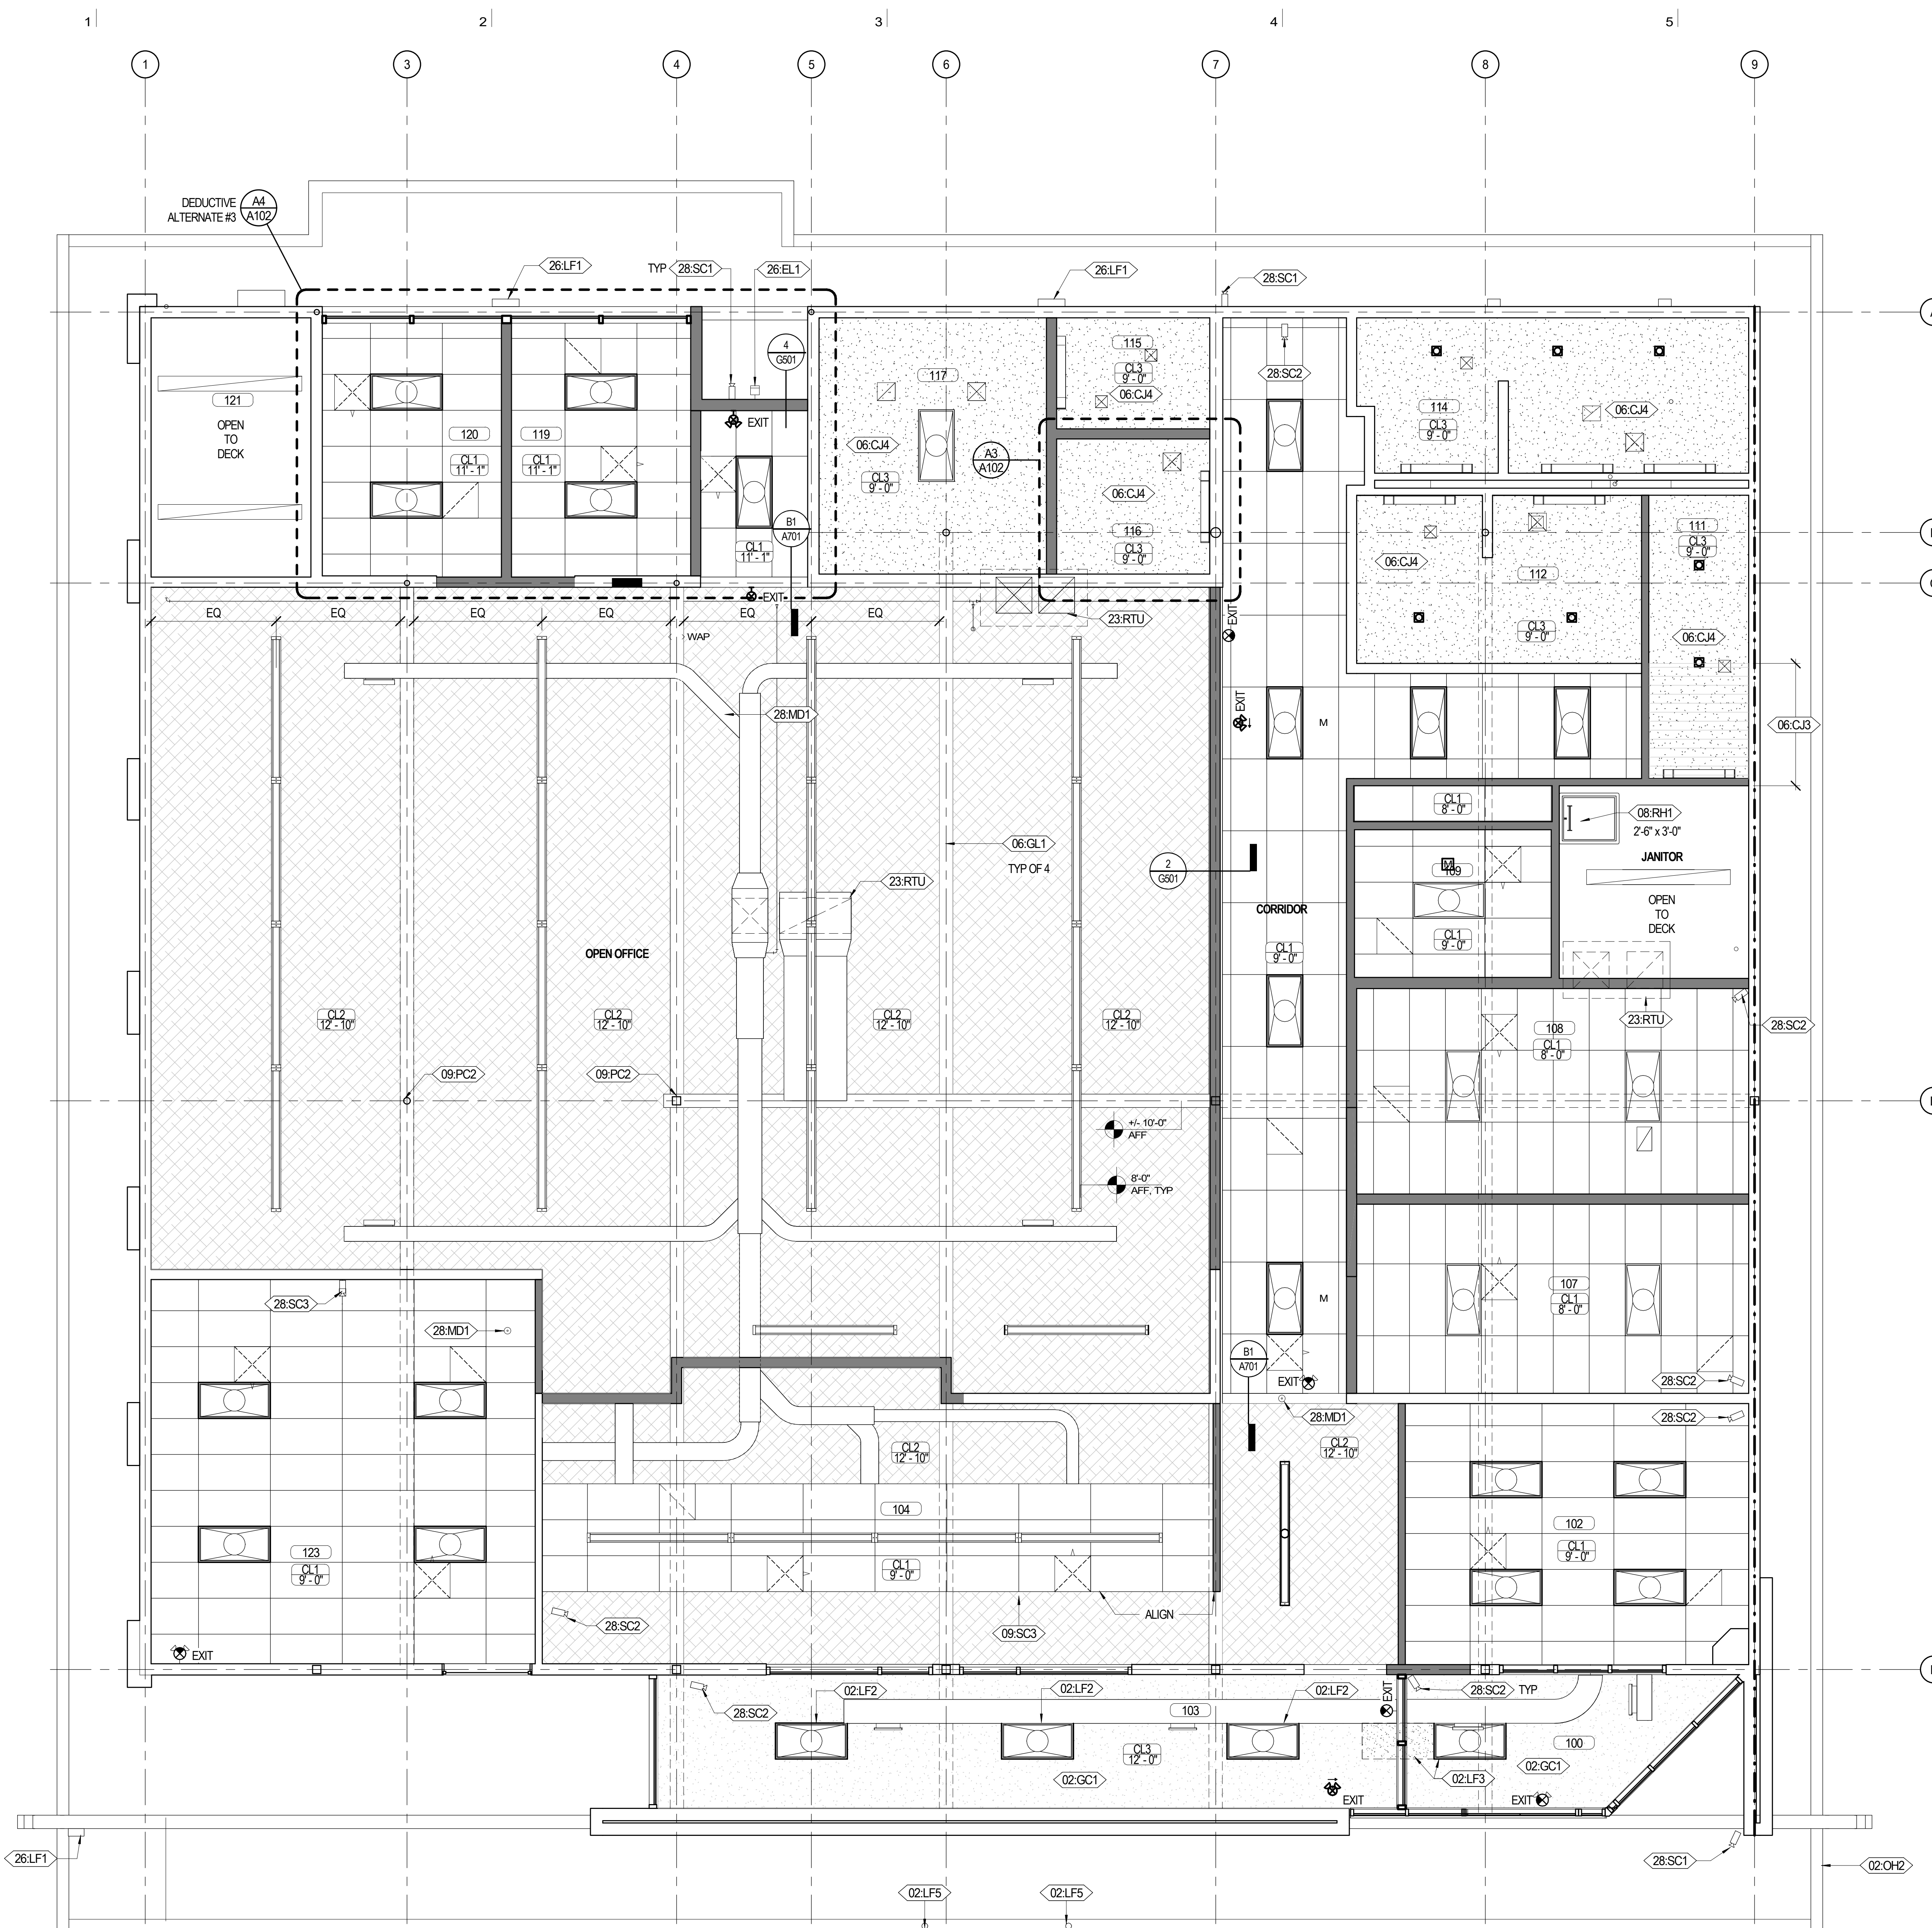 1
2
3
4
5
1
3
4
5
6
7
8
9
DEDUCTIVE
ALTERNATE #3
A4
A102
26:LF1
TYP
28:SC1
26:EL1
26:LF1
28:SC1
A
121
OPEN
TO
DECK
120
CL1
11' - 1"
119
CL1
11' - 1"
4
G501
EXIT
B1
A701
CL1
11' - 1"
EXIT
117
06:CJ4
CL3
9' - 0"
115
CL3
9' - 0"
06:CJ4
A3
A102
06:CJ4
116
CL3
9' - 0"
28:SC2
114
CL3
9' - 0"
06:CJ4
06:CJ4
112
CL3
9' - 0"
111
CL3
9' - 0"
06:CJ4
06:CJ3
EQ
EQ
EQ
EQ
EQ
EQ
WAP
23:RTU
EXIT
EXIT
M
28:MD1
06:GL1
TYP OF 4
23:RTU
2
G501
CL1
8' - 0"
08:RH1
2'-6" x 3'-0"
JANITOR
M
109
CL1
9' - 0"
OPEN
TO
DECK
CORRIDOR
CL1
9' - 0"
OPEN OFFICE
CL2
12' - 10"
CL2
12' - 10"
CL2
12' - 10"
CL2
12' - 10"
23:RTU
28:SC2
108
CL1
8' - 0"
09:PC2
09:PC2
+/- 10'-0"
AFF
8'-0"
AFF, TYP
28:SC3
28:MD1
107
CL1
8' - 0"
M
B1
A701
EXIT
28:MD1
28:SC2
28:SC2
CL2
12' - 10"
CL2
12' - 10"
104
CL1
9' - 0"
102
CL1
9' - 0"
123
CL1
9' - 0"
EXIT
28:SC2
09:SC3
ALIGN
28:SC2
02:LF2
02:LF2
02:LF2
103
CL3
12' - 0"
02:GC1
EXIT
28:SC2
TYP
100
02:GC1
02:LF3
EXIT
EXIT
26:LF1
28:SC1
02:OH2
02:LF5
02:LF5